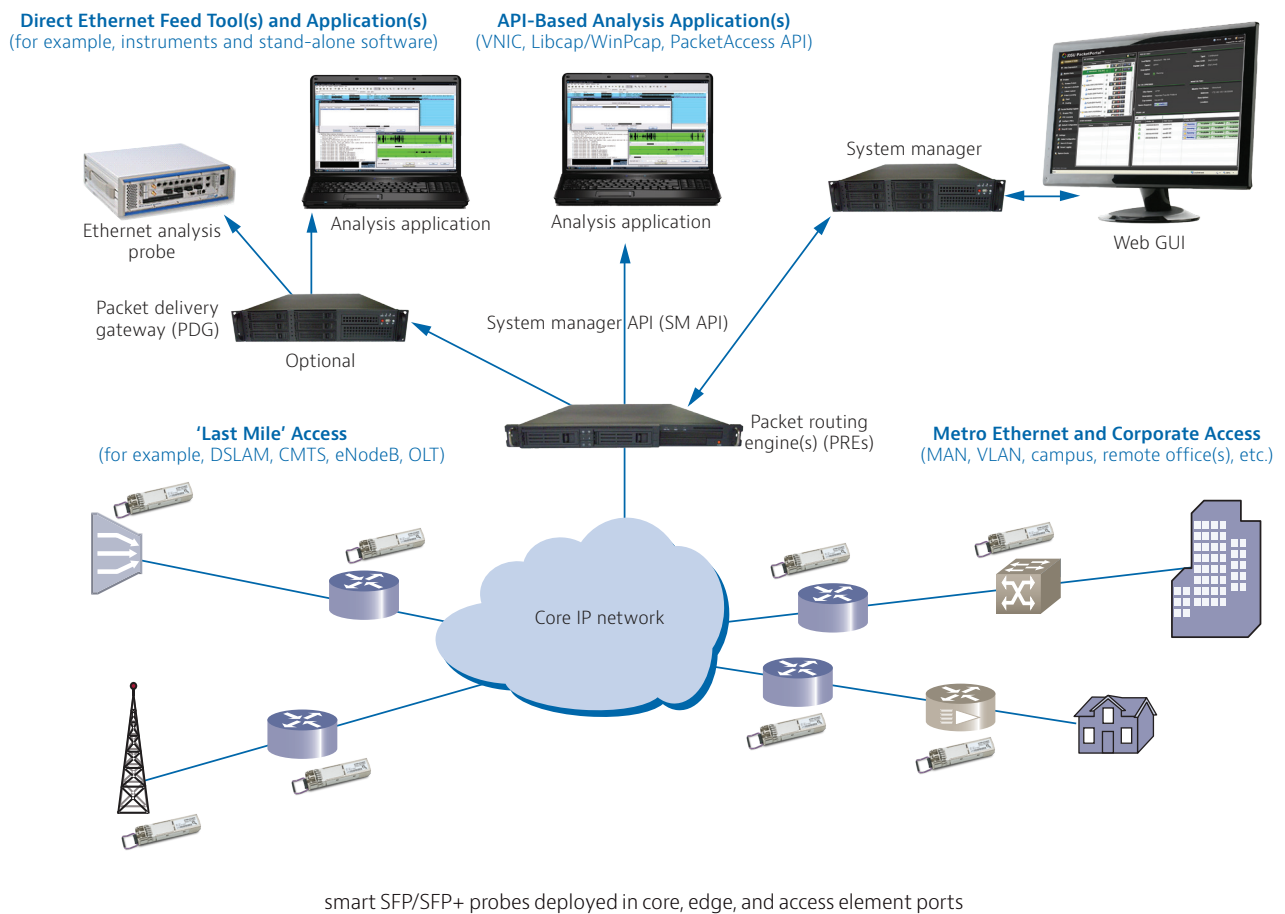 Direct Ethernet Feed Tool(s) and Application(s)
(for example, instruments and stand-alone software)
API-Based Analysis Application(s)
(VNIC, Libcap/WinPcap, PacketAccess API)
System manager
Ethernet analysis
probe
Analysis application
Analysis application
Web GUI
Packet delivery
gateway (PDG)
Optional
System manager API (SM API)
Packet routing
engine(s) (PREs)
‘Last Mile’ Access
(for example, DSLAM, CMTS, eNodeB, OLT)
Metro Ethernet and Corporate Access
(MAN, VLAN, campus, remote office(s), etc.)
Core IP network
smart SFP/SFP+ probes deployed in core, edge, and access element ports
JDSU PacketPortal™